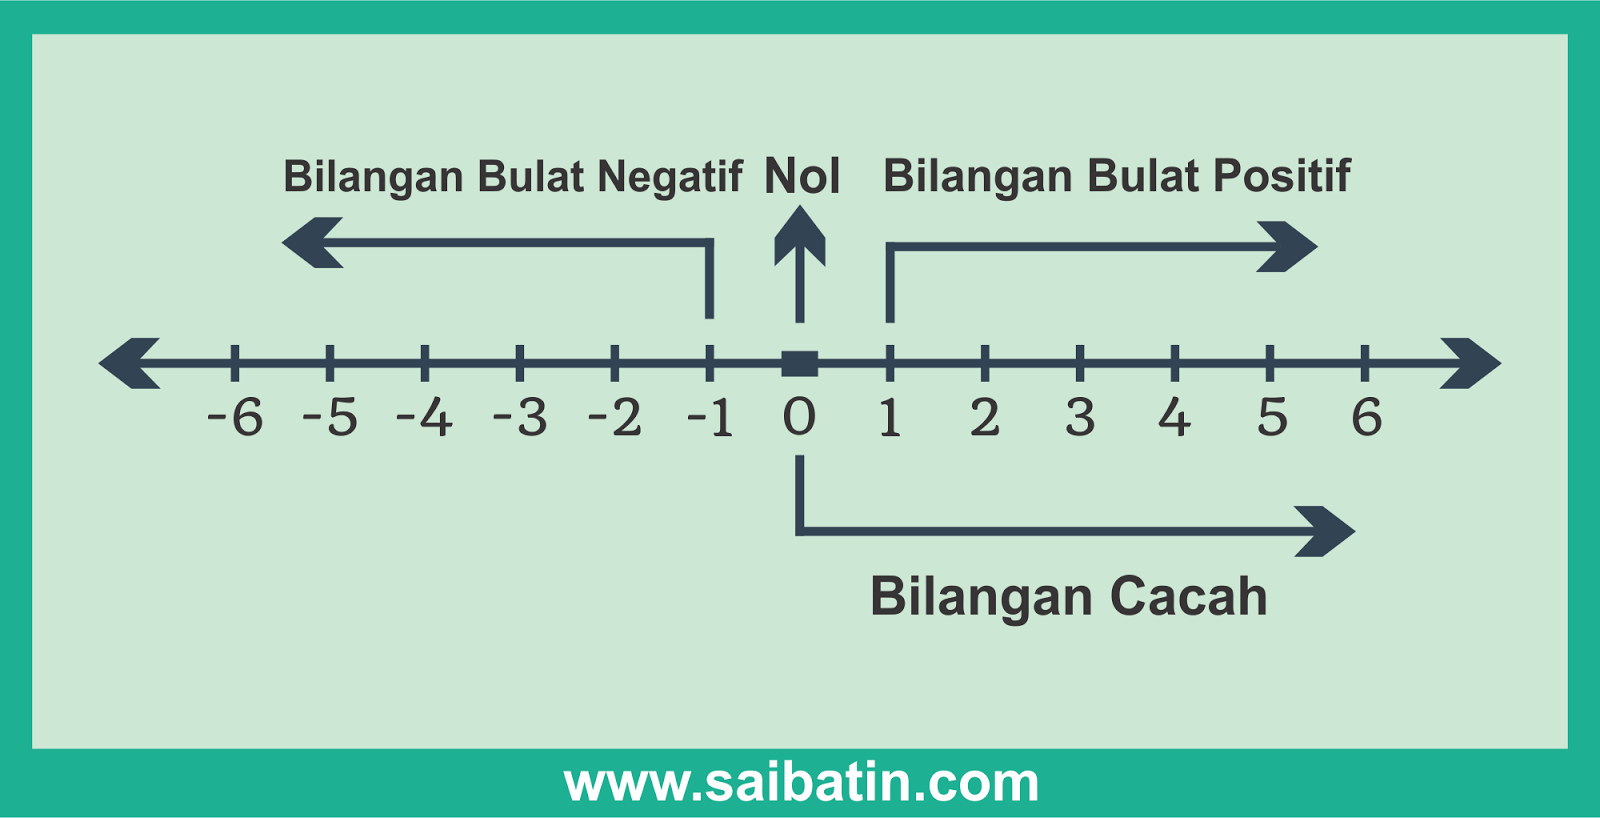 Bilangan Bulat Negatif Nol Bilangan Bulat Positif
-6 -5 -4 -3 -2 -1 0 1 2 3 4 5 6
Bilangan Cacah
www.saibatin.com